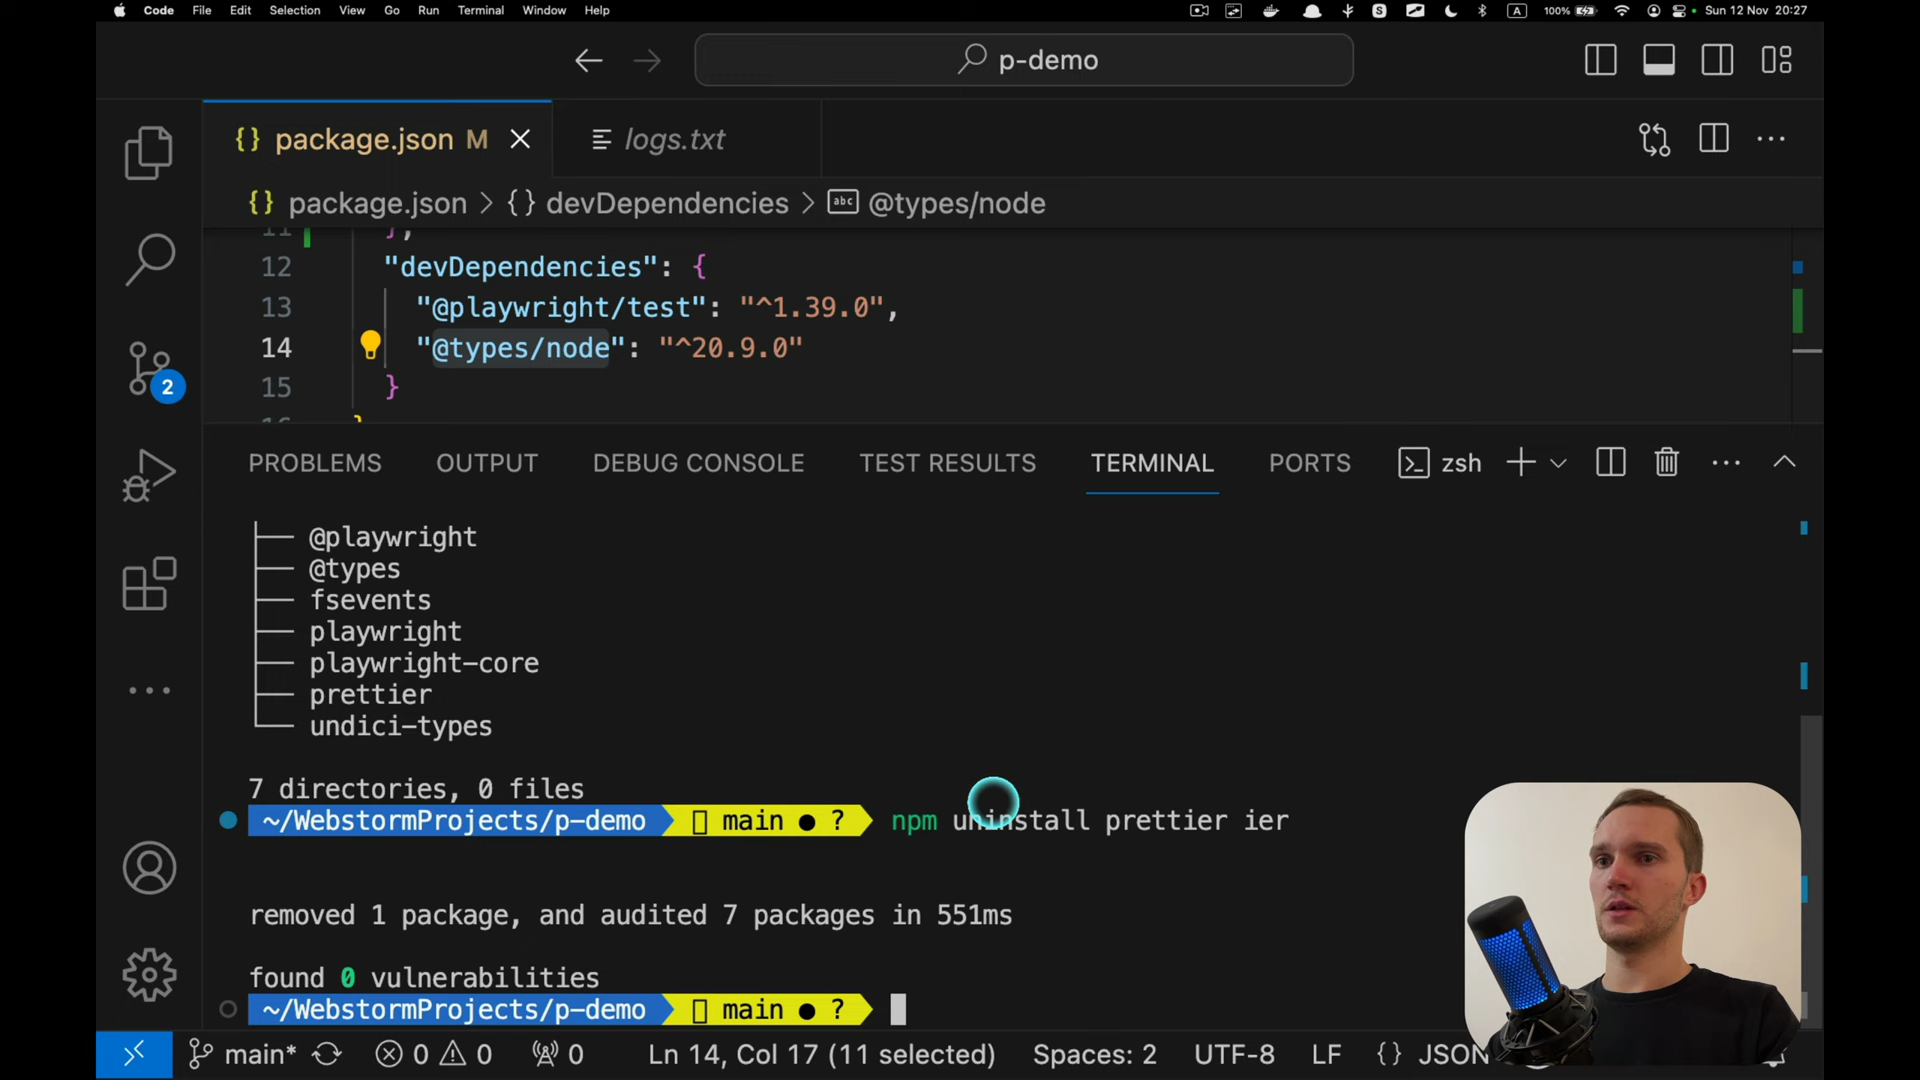 Code File Edit Selection View Go Run Terminal Window Help A 100% Sun 12 Nov 20:27
p-demo
{} package.json M logs.txt
{} package.json > {} devDependencies > abc @types/node
11 },
12 "devDependencies": {
13 "@playwright/test": "^1.39.0",
14 "@types/node": "^20.9.0"
15 }
16 }
2
PROBLEMS OUTPUT DEBUG CONSOLE TEST RESULTS TERMINAL PORTS zsh
├── @playwright
├── @types
├── fsevents
├── playwright
├── playwright-core
├── prettier
└── undici-types
7 directories, 0 files
~/WebstormProjects/p-demo main ● ? npm uninstall prettier ier
removed 1 package, and audited 7 packages in 551ms
found 0 vulnerabilities
~/WebstormProjects/p-demo main ● ?
main* 0 0 0 Ln 14, Col 17 (11 selected) Spaces: 2 UTF-8 LF {} JSON